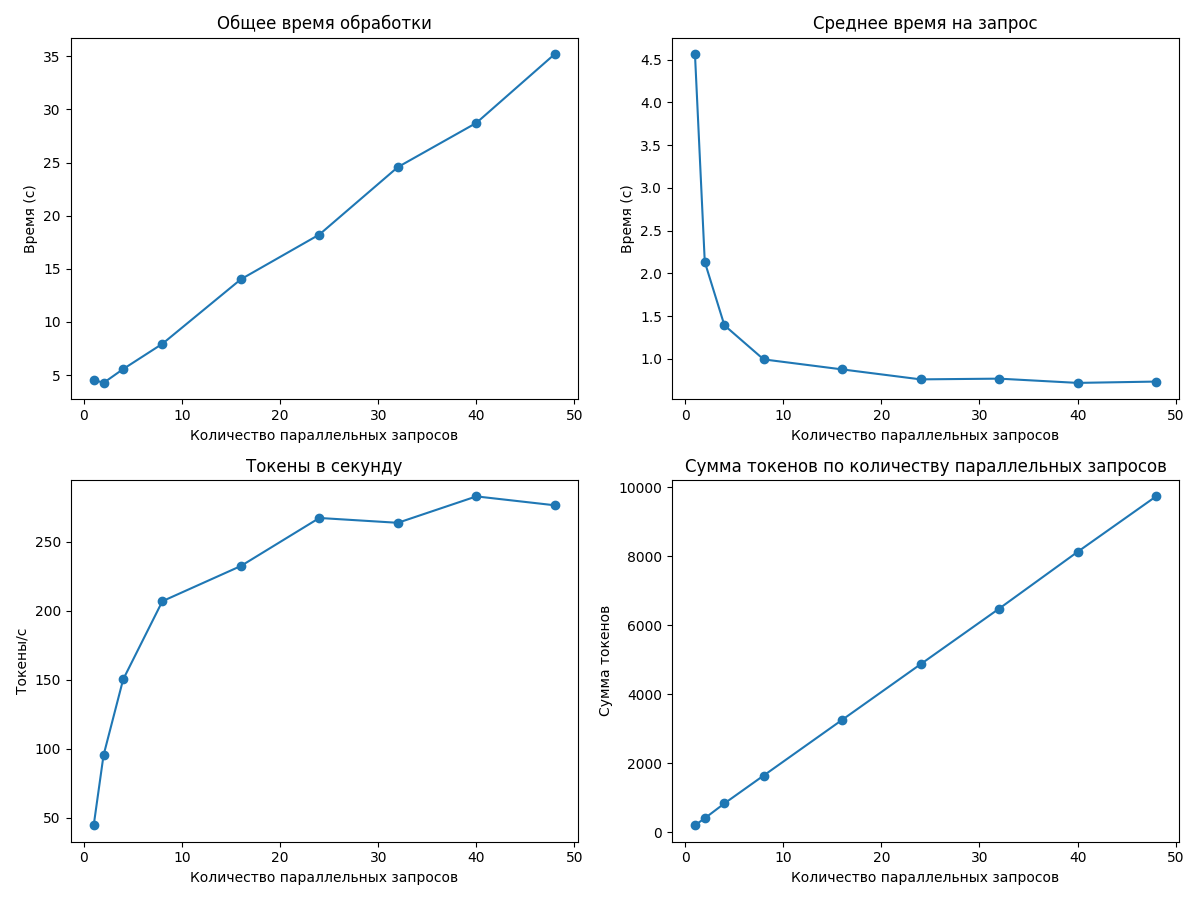 Общее время обработки
Время (с)
35
30
25
20
15
10
5
0 10 20 30 40 50
Количество параллельных запросов
Среднее время на запрос
Время (с)
4.5
4.0
3.5
3.0
2.5
2.0
1.5
1.0
0 10 20 30 40 50
Количество параллельных запросов
Токены в секунду
Токены/с
250
200
150
100
50
0 10 20 30 40 50
Количество параллельных запросов
Сумма токенов по количеству параллельных запросов
Сумма токенов
10000
8000
6000
4000
2000
0
0 10 20 30 40 50
Количество параллельных запросов